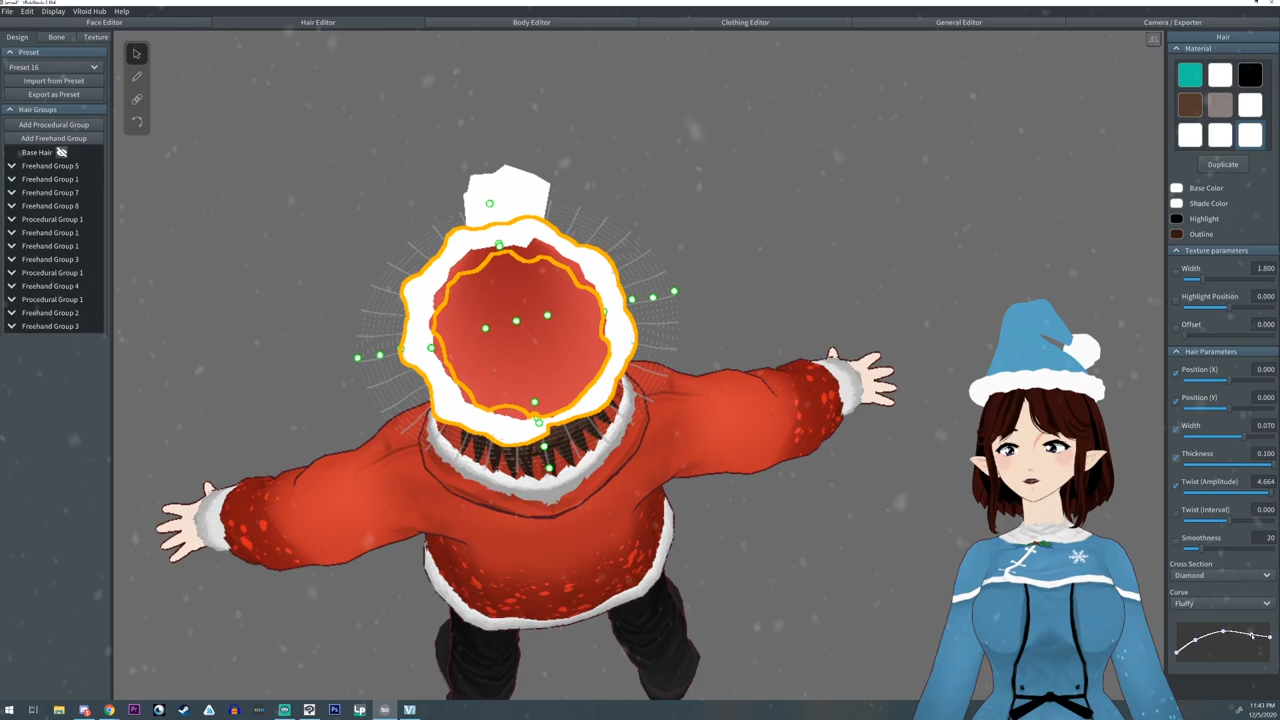 File Edit Display VRoid Hub Help
Face Editor Hair Editor Body Editor Clothing Editor General Editor Camera / Exporter
Design Bone Texture
Preset
Preset 16
Import from Preset
Export as Preset
Hair Groups
Add Procedural Group
Add Freehand Group
Base Hair
Freehand Group 5
Freehand Group 1
Freehand Group 7
Freehand Group 8
Procedural Group 1
Freehand Group 1
Freehand Group 1
Freehand Group 3
Procedural Group 1
Freehand Group 4
Procedural Group 1
Freehand Group 2
Freehand Group 3
Hair
Material
Duplicate
Base Color
Shade Color
Highlight
Outline
Texture parameters
Width 1.800
Highlight Position 0.000
Offset 0.000
Hair Parameters
Position (X) 0.000
Position (Y) 0.000
Width 0.070
Thickness 0.100
Twist (Amplitude) 4.664
Twist (Interval) 0.000
Smoothness 20
Cross Section
Diamond
Curve
Fluffy
11:43 PM
12/5/2020